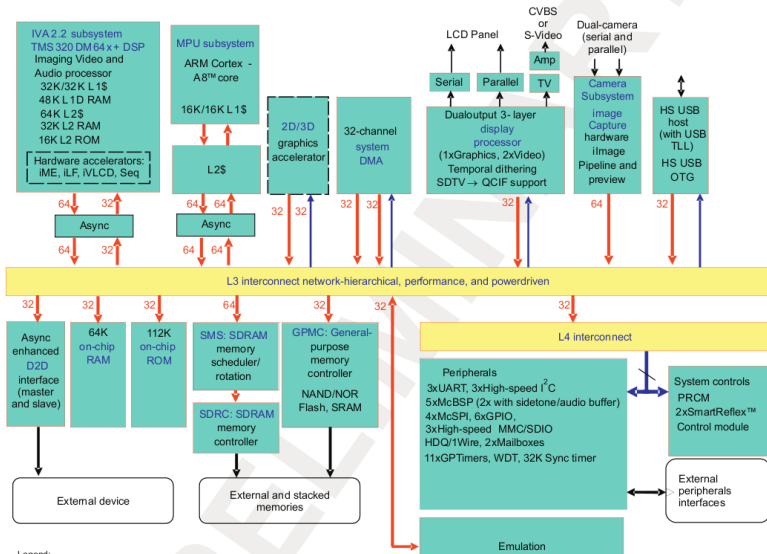 IVA 2.2 subsystem
TMS 320 DM 64x + DSP
Imaging Video and
Audio processor
32K/32K L1$
48K L1D RAM
64K L2$
32K L2 RAM
16K L2 ROM
Hardware accelerators:
iME, iLF, iVLCD, Seq
64
32
Async
64
32
MPU subsystem
ARM Cortex -
A8™ core
16K/16K L1$
L2$
64
64
Async
64
64
2D/3D
graphics
accelerator
32
32-channel
system
DMA
32
32
LCD Panel
CVBS
or
S-Video
Amp
Serial
Parallel
TV
Dualoutput 3- layer
display
processor
(1xGraphics, 2xVideo)
Temporal dithering
SDTV → QCIF support
32
Dual-camera
(serial and
parallel)
Camera
Subsystem
image
Capture
hardware
iImage
Pipeline and
preview
64
HS USB
host
(with USB
TLL)
HS USB
OTG
32
L3 interconnect network-hierarchical, performance, and powerdriven
32
32
32
64
32
32
32
Async
enhanced
D2D
interface
(master
and slave)
64K
on-chip
RAM
112K
on-chip
ROM
SMS: SDRAM
memory
scheduler/
rotation
SDRC: SDRAM
memory
controller
GPMC: General-
purpose
memory
controller
NAND/NOR
Flash, SRAM
External device
External and stacked
memories
L4 interconnect
Peripherals
3xUART, 3xHigh-speed I2C
5xMcBSP (2x with sidetone/audio buffer)
4xMcSPI, 6xGPIO,
3xHigh-speed MMC/SDIO
HDQ/1Wire, 2xMailboxes
11xGPTimers, WDT, 32K Sync timer
System controls
PRCM
2xSmartReflex™
Control module
External
peripherals
interfaces
Emulation